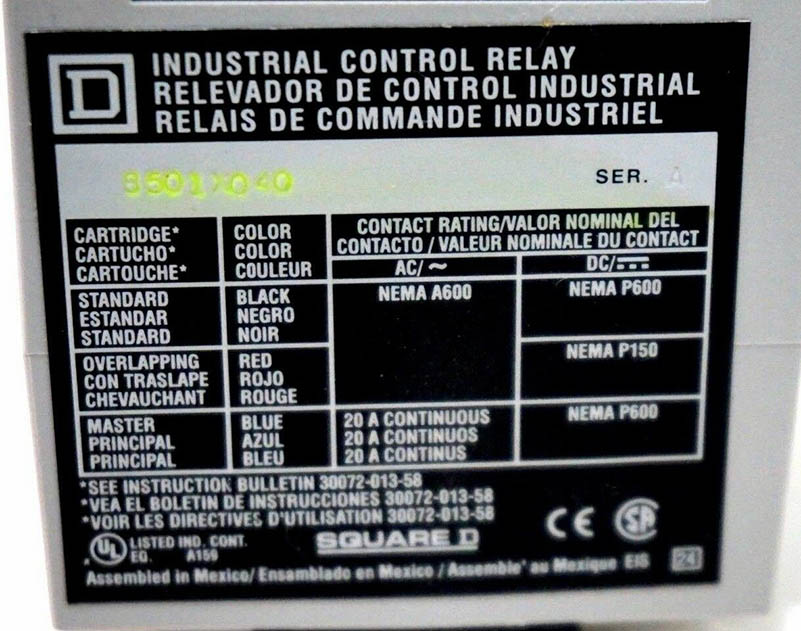 D
INDUSTRIAL CONTROL RELAY
RELEVADOR DE CONTROL INDUSTRIAL
RELAIS DE COMMANDE INDUSTRIEL
8501XO40 SER. A
CARTRIDGE* COLOR CONTACT RATING/VALOR NOMINAL DEL
CARTUCHO* COLOR CONTACTO / VALEUR NOMINALE DU CONTACT
CARTOUCHE* COULEUR AC/~ DC/⎓
STANDARD BLACK NEMA A600 NEMA P600
ESTANDAR NEGRO
STANDARD NOIR
OVERLAPPING RED NEMA P150
CON TRASLAPE ROJO
CHEVAUCHANT ROUGE
MASTER BLUE 20 A CONTINUOUS NEMA P600
PRINCIPAL AZUL 20 A CONTINUOS
PRINCIPAL BLEU 20 A CONTINUS
*SEE INSTRUCTION BULLETIN 30072-013-58
*VEA EL BOLETIN DE INSTRUCCIONES 30072-013-58
*VOIR LES DIRECTIVES D'UTILISATION 30072-013-58
UL LISTED IND. CONT. SQUARE D CE SA
EQ. A159
Assembled in Mexico/ Ensamblado en Mexico / Assemble' au Mexique EIS 24